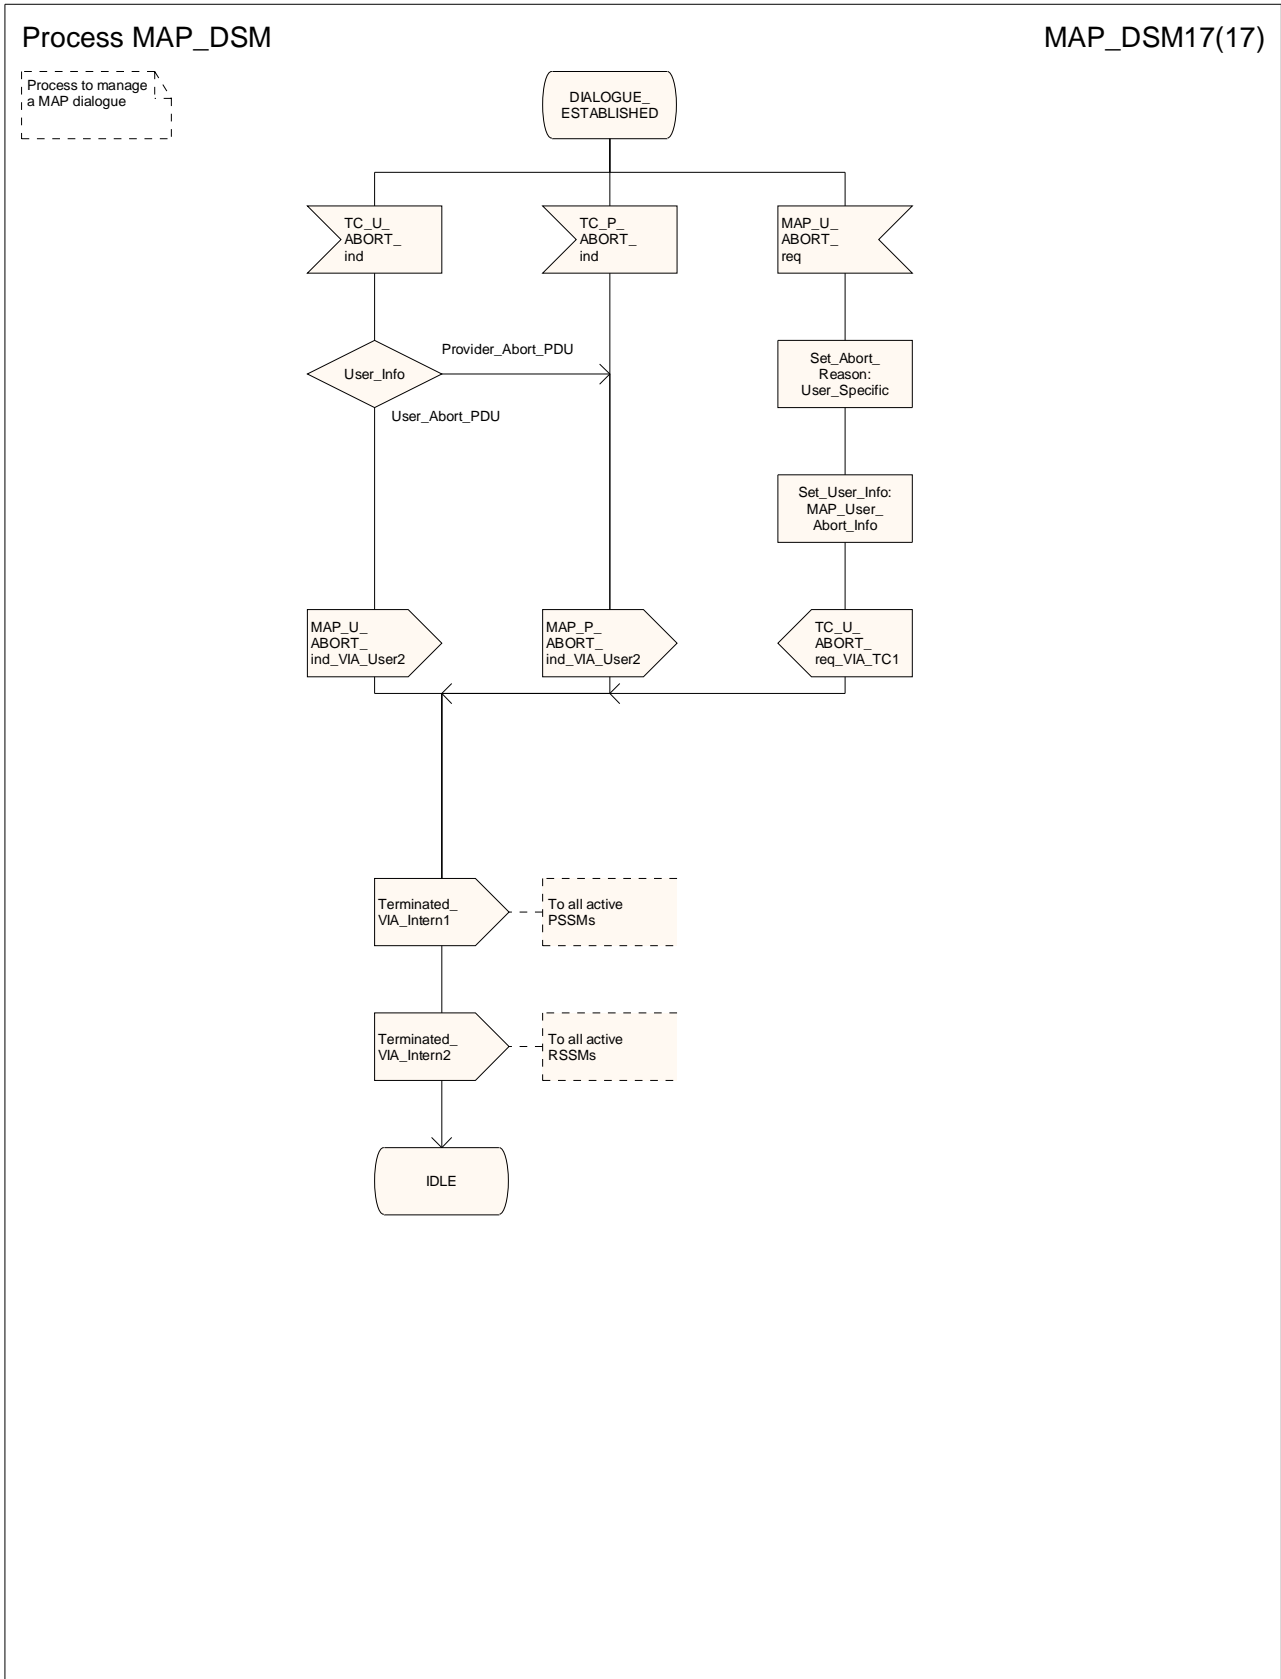 Process MAP_DSM
MAP_DSM17(17)
Process to manage
a MAP dialogue
DIALOGUE_
ESTABLISHED
TC_U_
ABORT_
ind
TC_P_
ABORT_
ind
MAP_U_
ABORT_
req
User_Info
Provider_Abort_PDU
User_Abort_PDU
Set_Abort_
Reason:
User_Specific
Set_User_Info:
MAP_User_
Abort_Info
MAP_U_
ABORT_
ind_VIA_User2
MAP_P_
ABORT_
ind_VIA_User2
TC_U_
ABORT_
req_VIA_TC1
Terminated_
VIA_Intern1
To all active
PSSMs
Terminated_
VIA_Intern2
To all active
RSSMs
IDLE